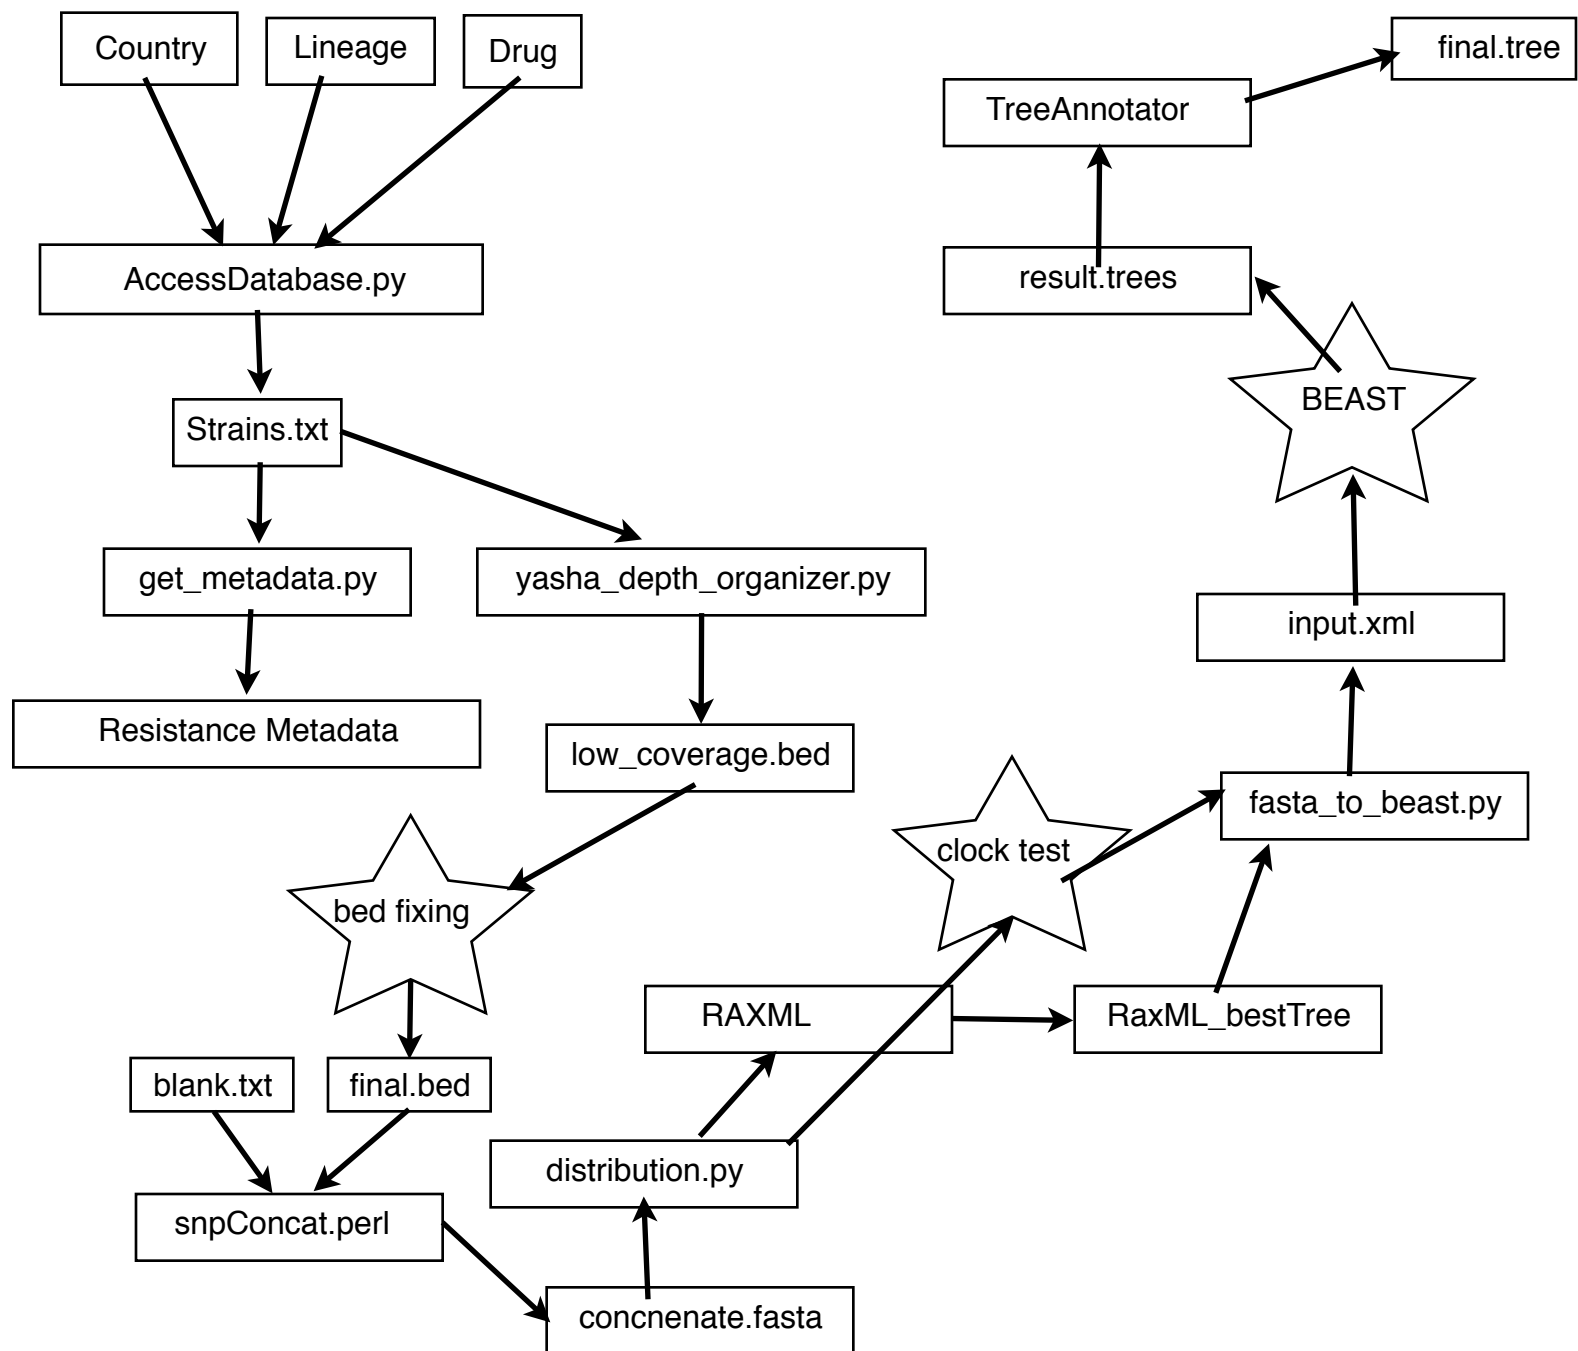 Country
Lineage
Drug
final.tree
TreeAnnotator
AccessDatabase.py
result.trees
BEAST
Strains.txt
get_metadata.py
yasha_depth_organizer.py
input.xml
Resistance Metadata
low_coverage.bed
fasta_to_beast.py
clock test
bed fixing
RAXML
RaxML_bestTree
blank.txt
final.bed
distribution.py
snpConcat.perl
concnenate.fasta